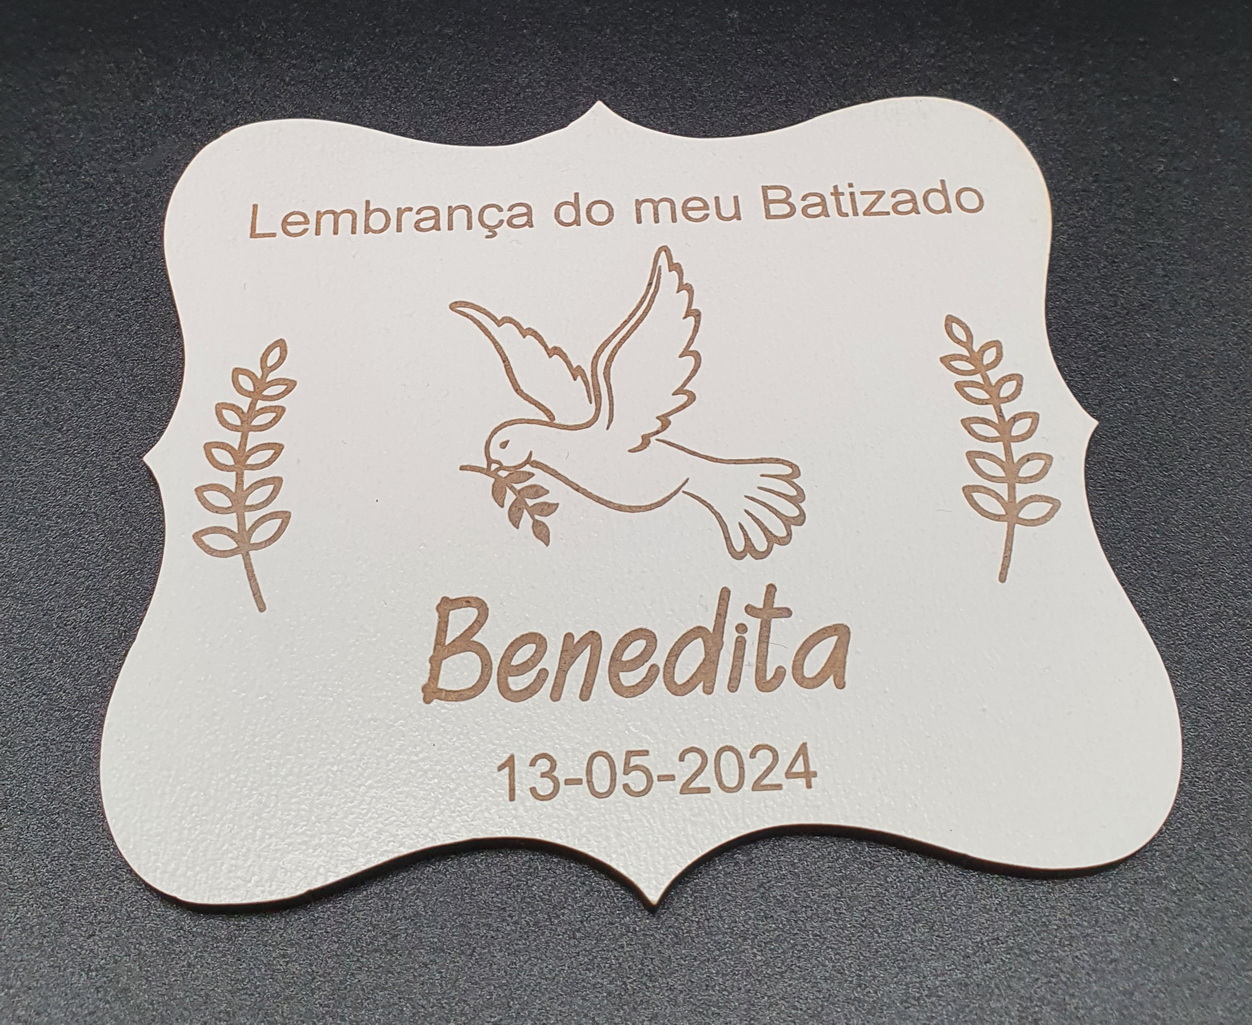 Lembrança do meu Batizado
Benedita
13-05-2024